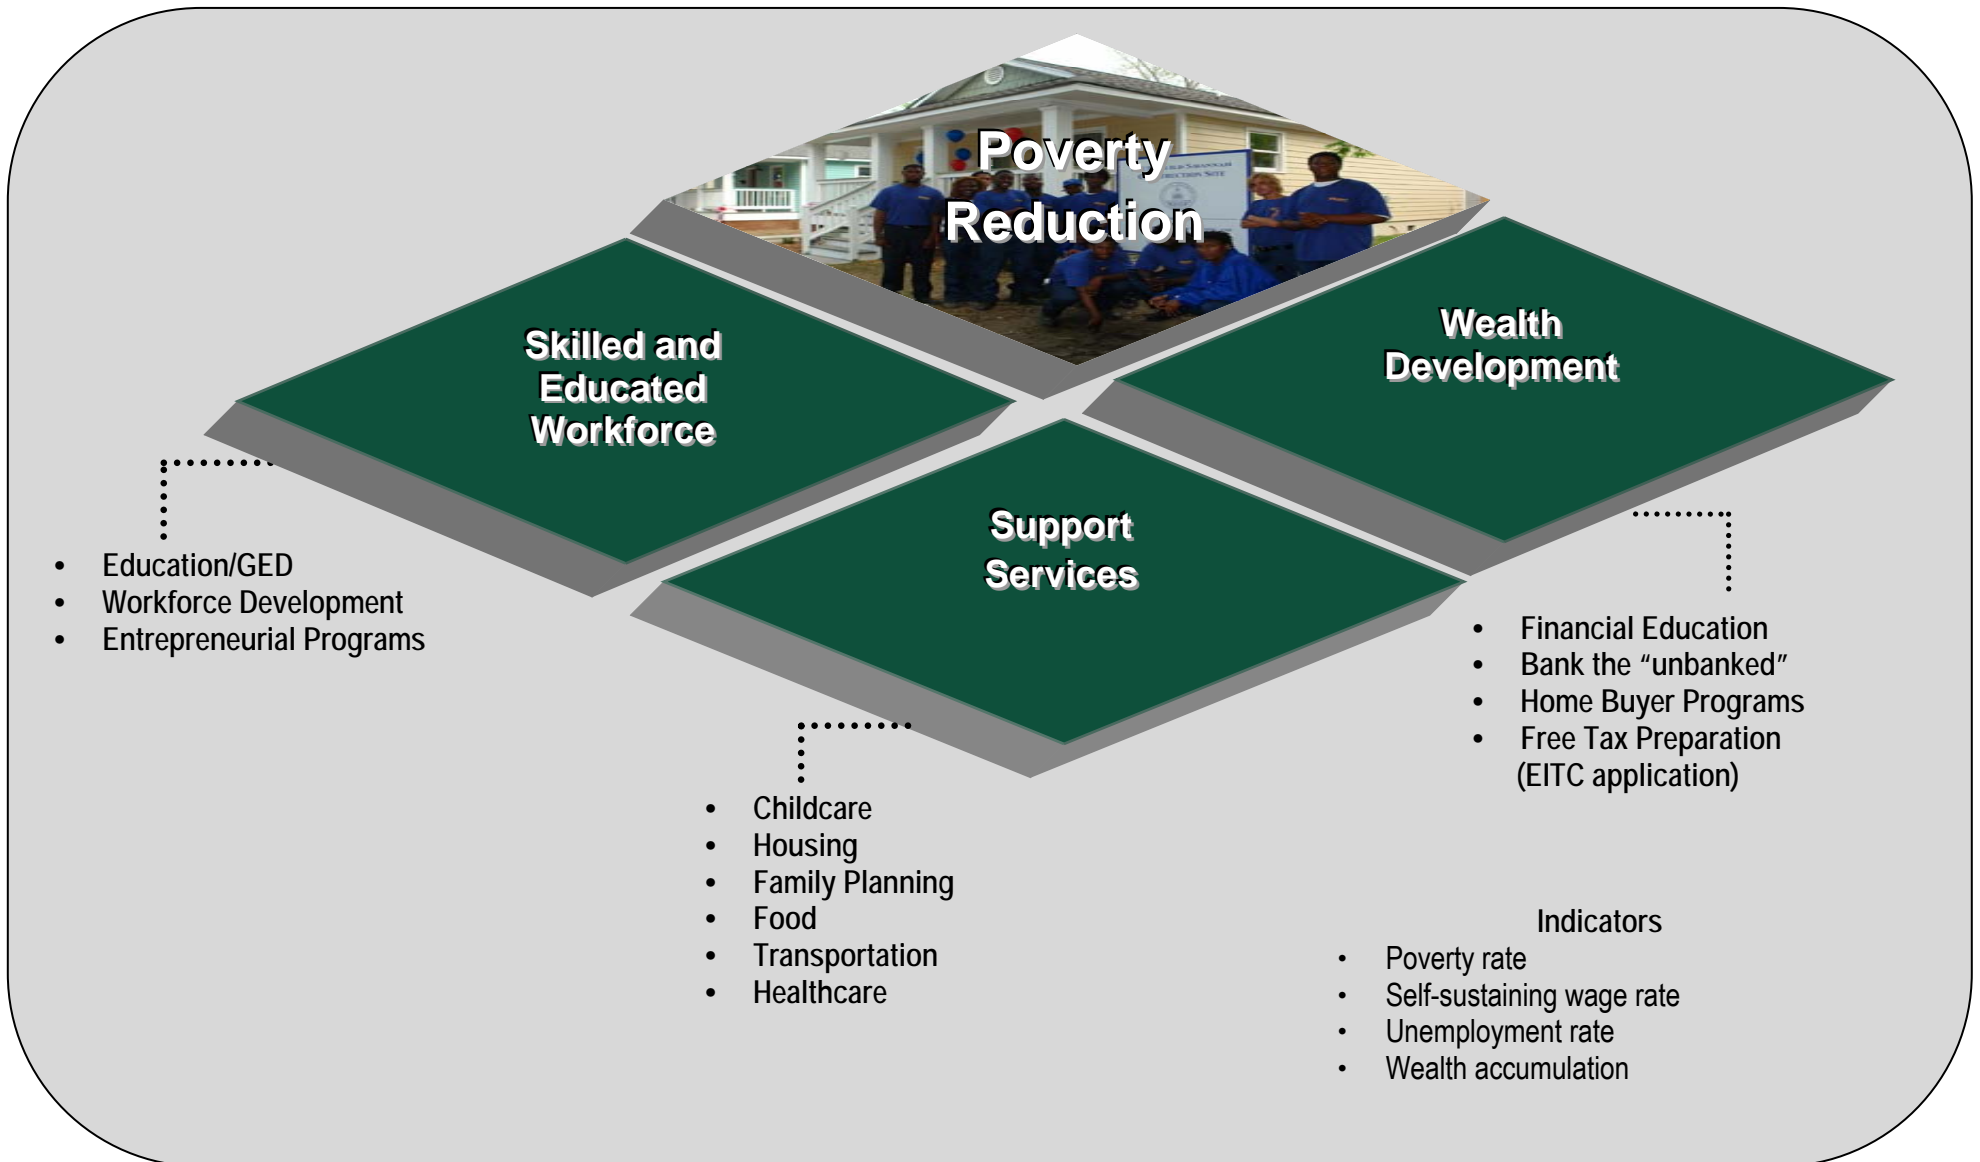 Poverty
Reduction
SAVANNAH
SITE
Skilled and
Educated
Workforce
Wealth
Development
Support
Services
• Education/GED
• Workforce Development
• Entrepreneurial Programs
• Financial Education
• Bank the “unbanked”
• Home Buyer Programs
• Free Tax Preparation
(EITC application)
• Childcare
• Housing
• Family Planning
• Food
• Transportation
• Healthcare
Indicators
• Poverty rate
• Self-sustaining wage rate
• Unemployment rate
• Wealth accumulation